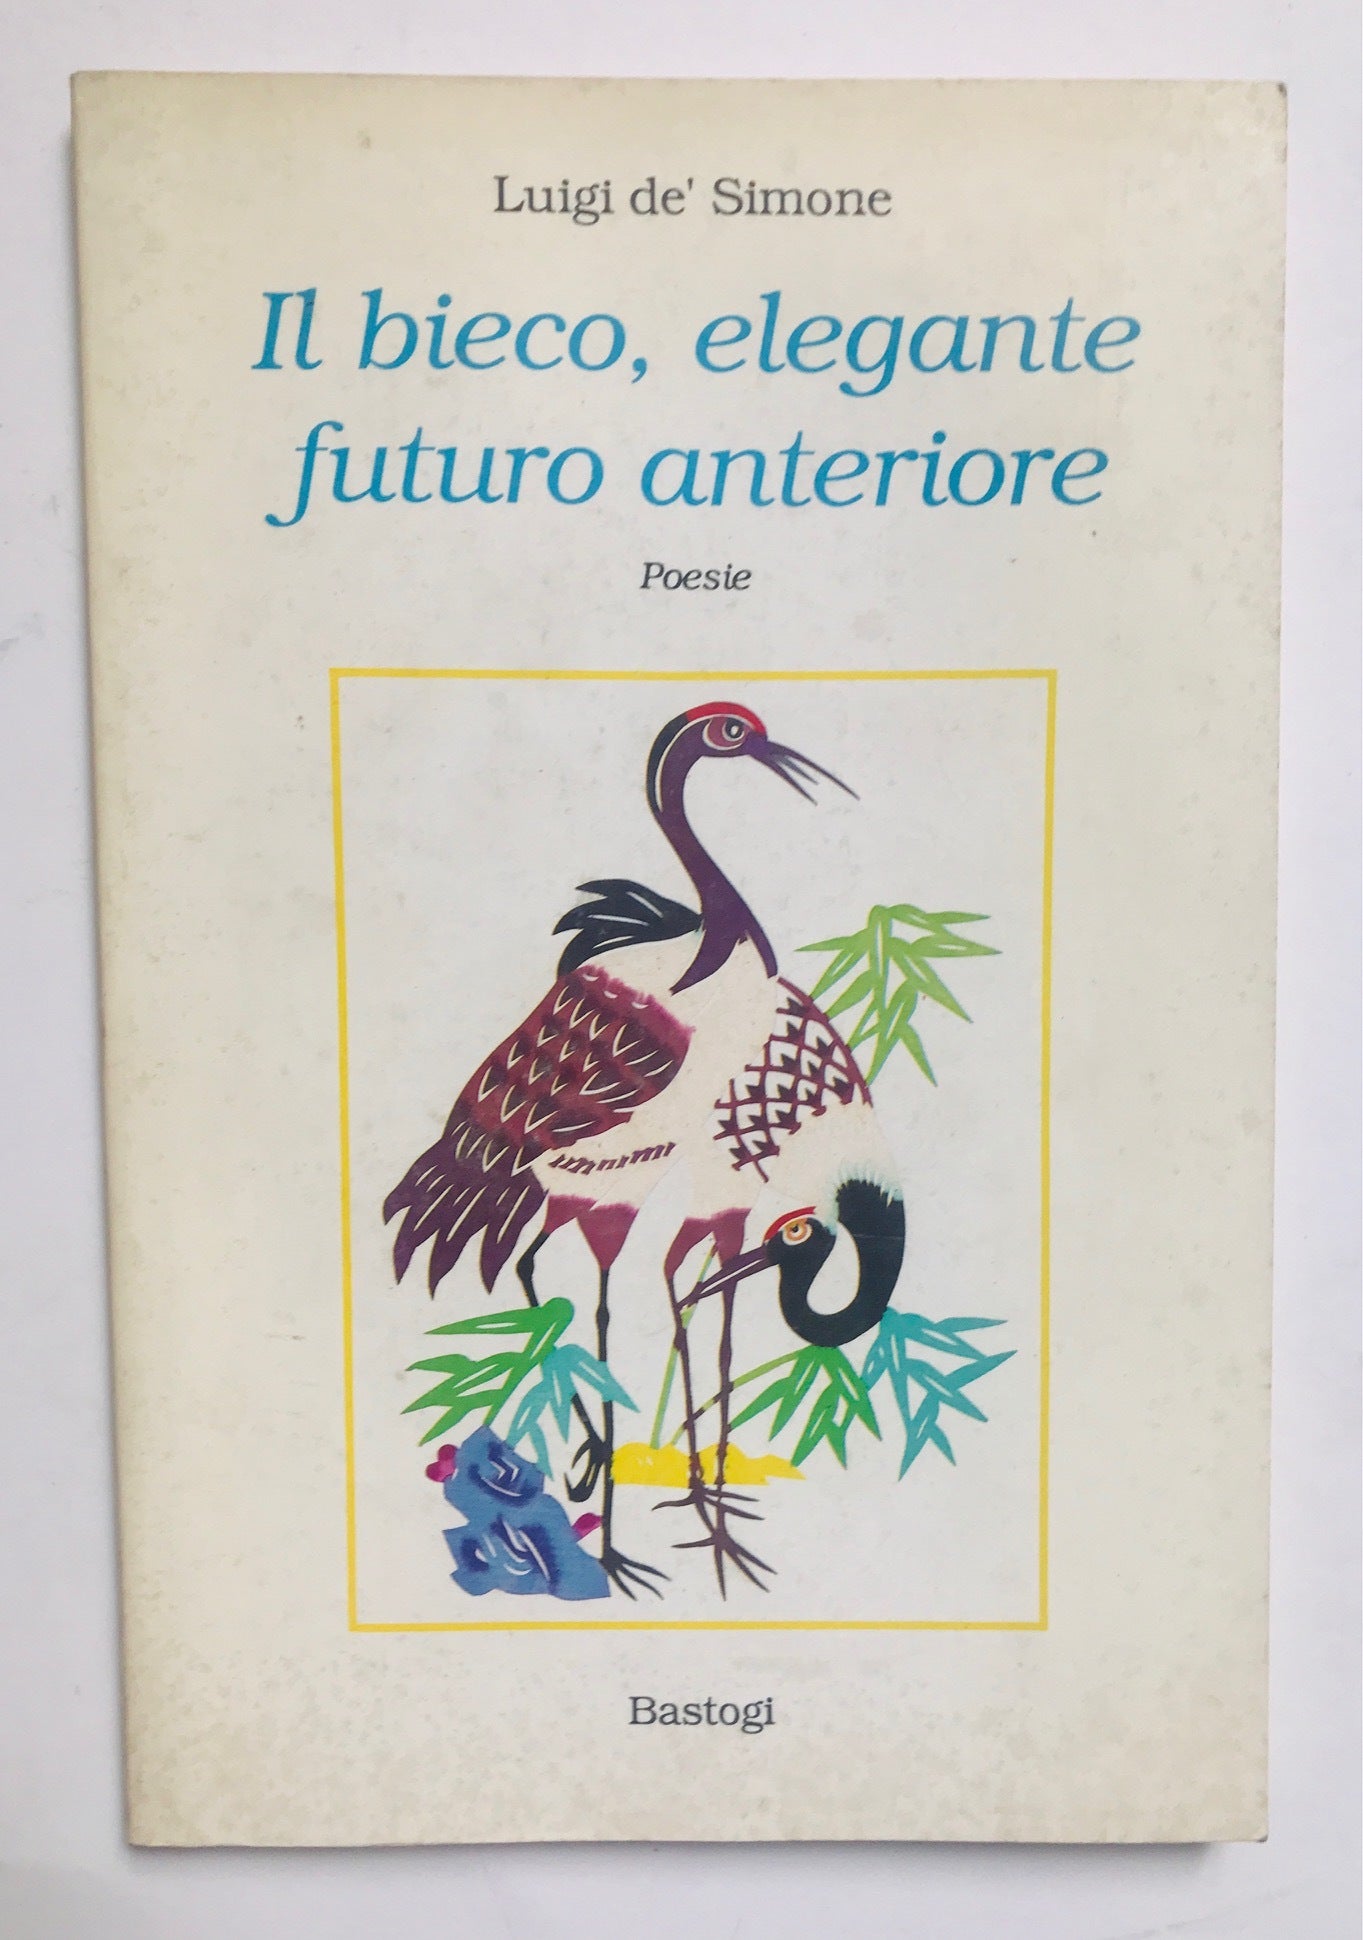 Luigi de' Simone
Il bieco, elegante
futuro anteriore
Poesie
Bastogi